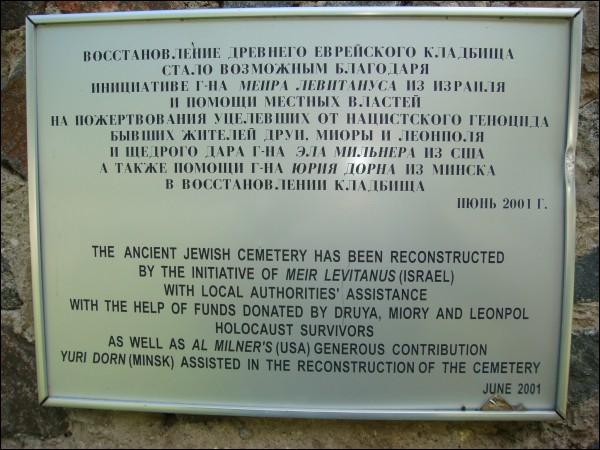 ВОССТАНОВЛЕНИЕ ДРЕВНЕГО ЕВРЕЙСКОГО КЛАДБИЩА
СТАЛО ВОЗМОЖНЫМ БЛАГОДАРЯ
ИНИЦИАТИВЕ Г-НА МЕИРА ЛЕВИТАНУСА ИЗ ИЗРАИЛЯ
И ПОМОЩИ МЕСТНЫХ ВЛАСТЕЙ
НА ПОЖЕРТВОВАНИЯ УЦЕЛЕВШИХ ОТ НАЦИСТСКОГО ГЕНОЦИДА
БЫВШИХ ЖИТЕЛЕЙ ДРУИ, МИОРЫ И ЛЕОНПОЛЯ
И ЩЕДРОГО ДАРА Г-НА ЭЛА МИЛЬНЕРА ИЗ США
А ТАКЖЕ ПОМОЩИ Г-НА ЮРИЯ ДОРНА ИЗ МИНСКА
В ВОССТАНОВЛЕНИИ КЛАДБИЩА
ИЮНЬ 2001 Г.
THE ANCIENT JEWISH CEMETERY HAS BEEN RECONSTRUCTED
BY THE INITIATIVE OF MEIR LEVITANUS (ISRAEL)
WITH LOCAL AUTHORITIES' ASSISTANCE
WITH THE HELP OF FUNDS DONATED BY DRUYA, MIORY AND LEONPOL
HOLOCAUST SURVIVORS
AS WELL AS AL MILNER'S (USA) GENEROUS CONTRIBUTION
YURI DORN (MINSK) ASSISTED IN THE RECONSTRUCTION OF THE CEMETERY
JUNE 2001